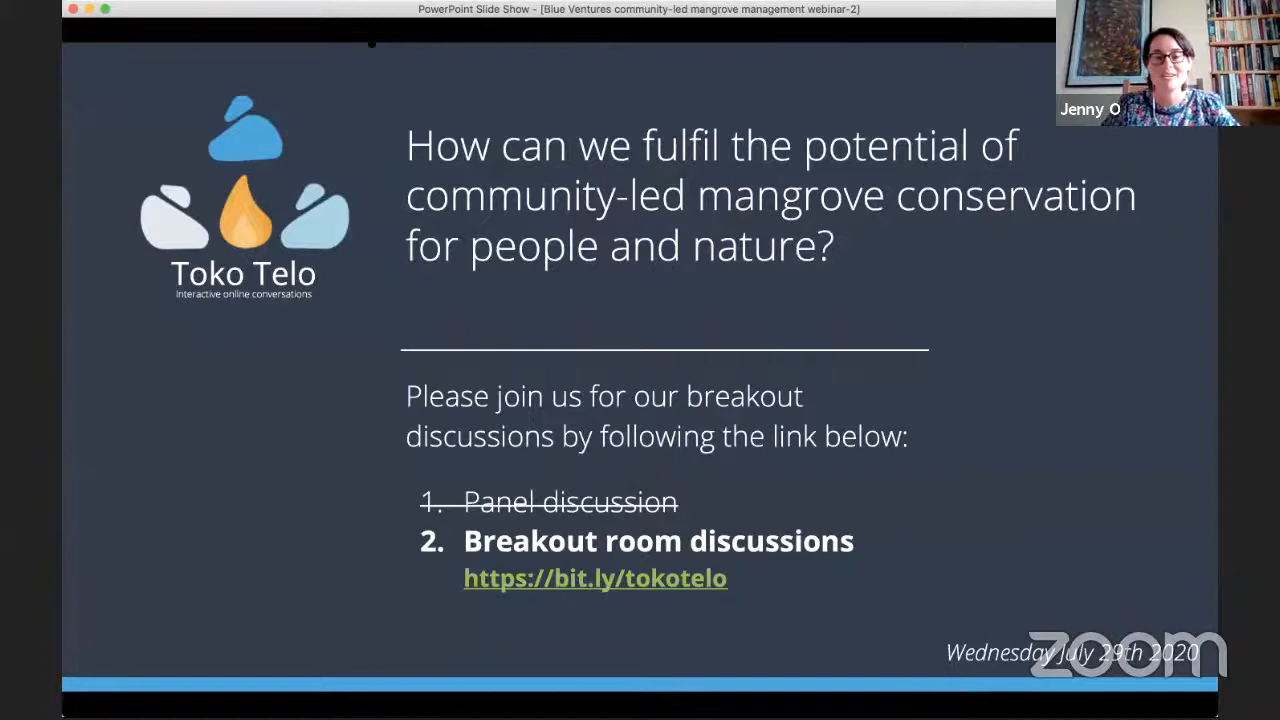 PowerPoint Slide Show - [Blue Ventures community-led mangrove management webinar-2]
Jenny O
How can we fulfil the potential of
community-led mangrove conservation
for people and nature?
Toko Telo
Interactive online conversations
Please join us for our breakout
discussions by following the link below:
1. Panel discussion
2. Breakout room discussions
https://bit.ly/tokotelo
Wednesday July 29th 2020
zoom